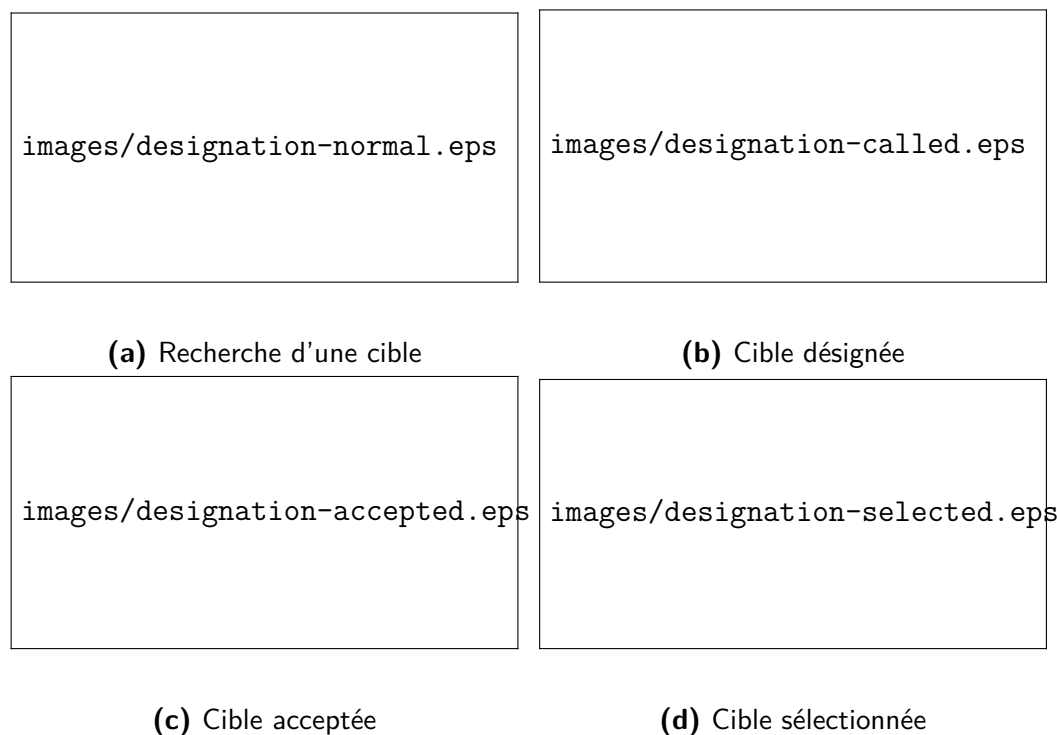 images/designation-normal.eps
images/designation-called.eps
(a) Recherche d'une cible
(b) Cible désignée
images/designation-accepted.eps
images/designation-selected.eps
(c) Cible acceptée
(d) Cible sélectionnée